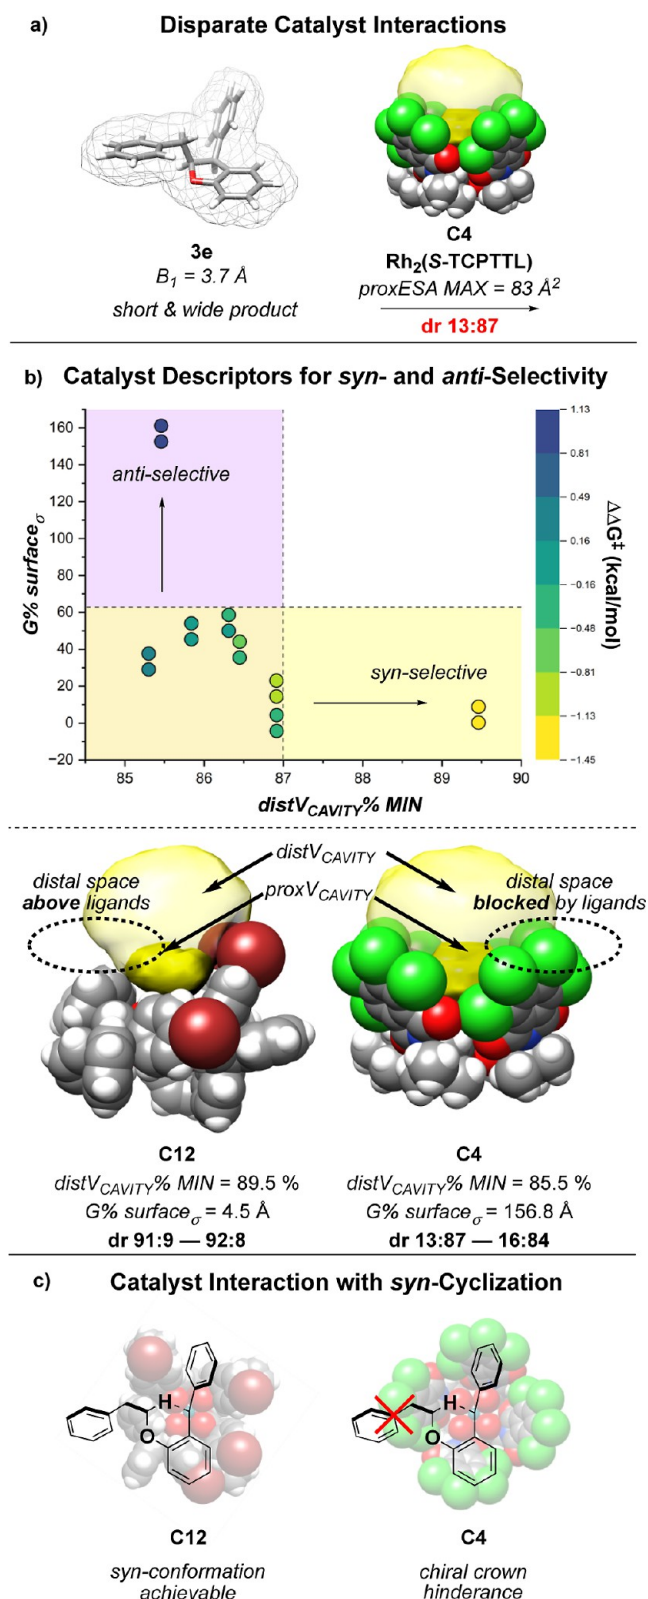 a) Disparate Catalyst Interactions
3e
B1 = 3.7 Å
short & wide product
C4
Rh2(S-TCPTTL)
proxESA MAX = 83 Å2
dr 13:87
b) Catalyst Descriptors for syn- and anti-Selectivity
G% surfaceσ
160
140
120
100
80
60
40
20
0
−20
anti-selective
syn-selective
85 86 87 88 89 90
distVCAVITY% MIN
1.13
0.81
0.49
0.16
−0.16
−0.48
−0.81
−1.13
−1.45
ΔΔG‡ (kcal/mol)
distal space
above ligands
distVCAVITY
proxVCAVITY
distal space
blocked by ligands
C12
distVCAVITY% MIN = 89.5 %
G% surfaceσ = 4.5 Å
dr 91:9 — 92:8
C4
distVCAVITY% MIN = 85.5 %
G% surfaceσ = 156.8 Å
dr 13:87 — 16:84
c) Catalyst Interaction with syn-Cyclization
H
O
C12
syn-conformation
achievable
H
O
C4
chiral crown
hinderance